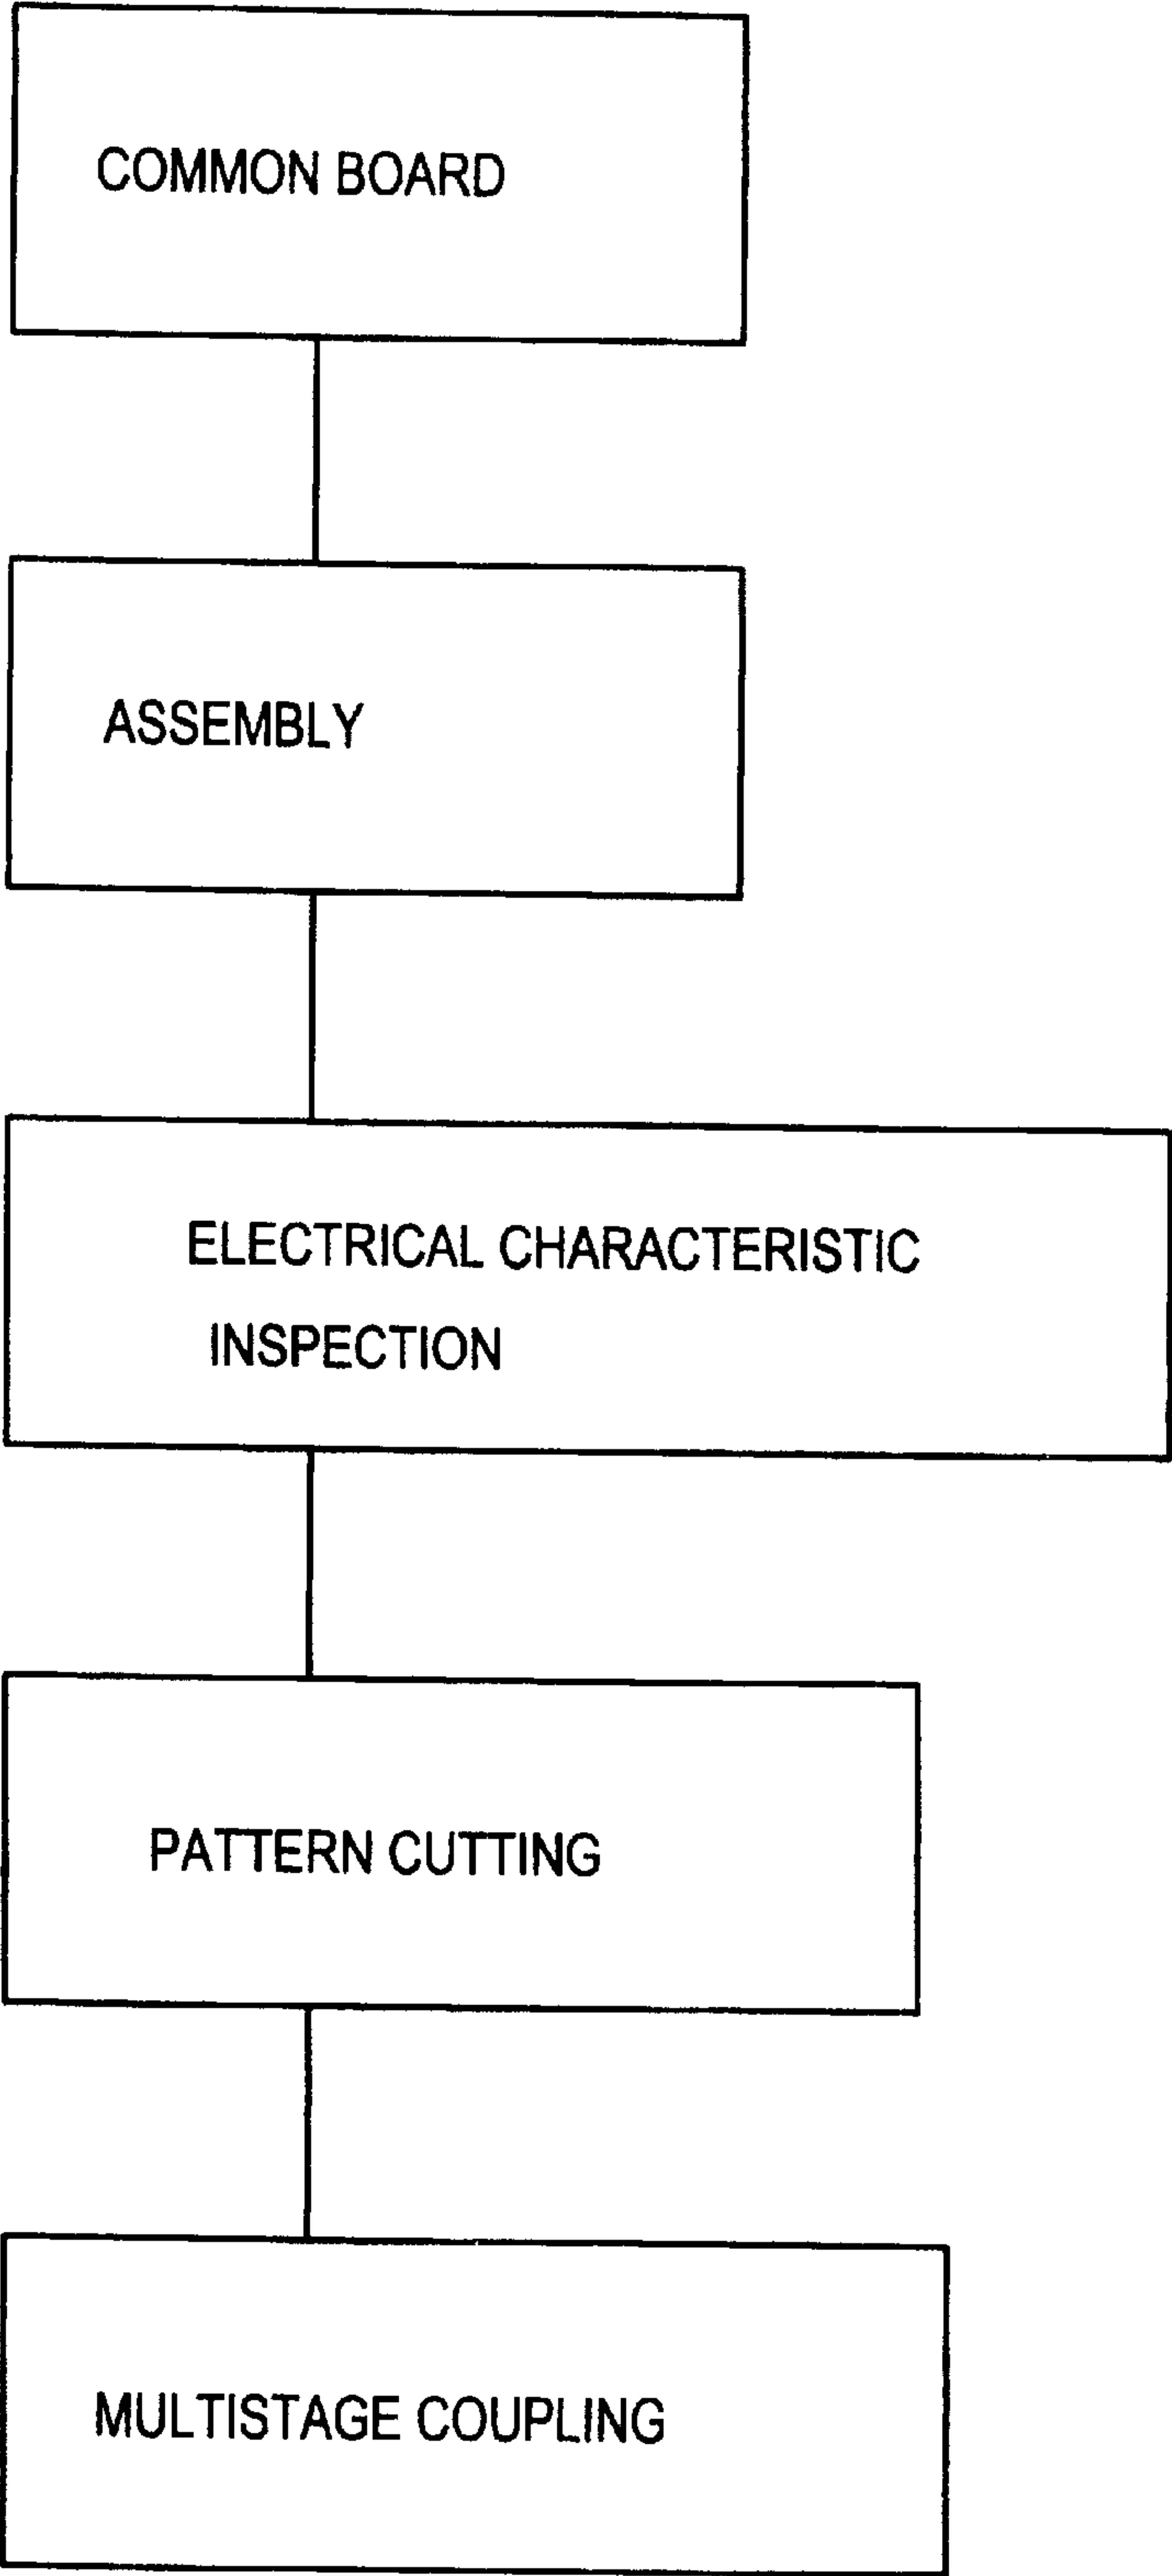 COMMON BOARD
ASSEMBLY
ELECTRICAL CHARACTERISTIC
INSPECTION
PATTERN CUTTING
MULTISTAGE COUPLING